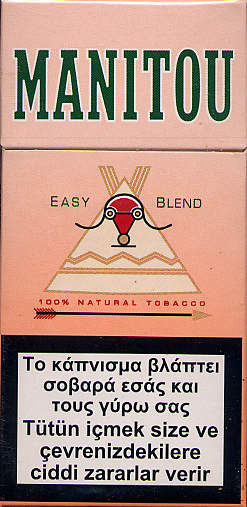 MANITOU
EASY BLEND
100% NATURAL TOBACCO
Το κάπνισμα βλάπτει
σοβαρά εσάς και
τους γύρω σας
Tütün içmek size ve
çevrenizdekilere
ciddi zararlar verir